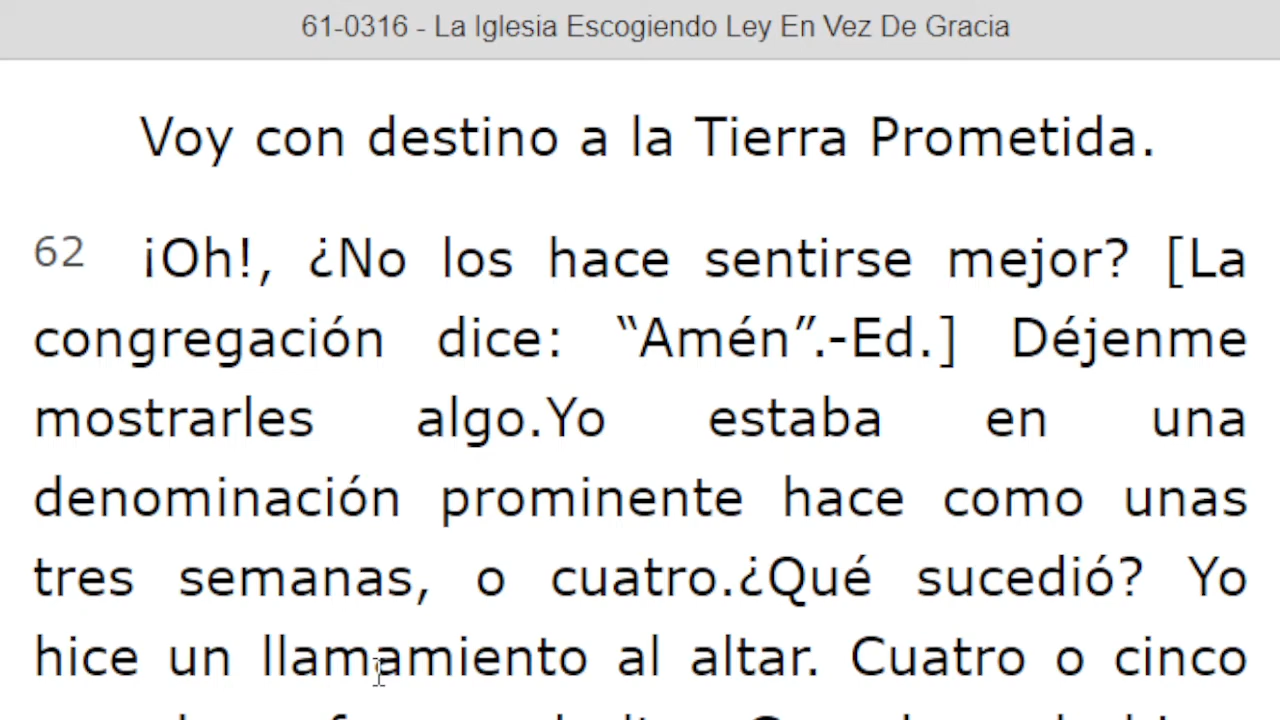 61-0316 - La Iglesia Escogiendo Ley En Vez De Gracia
Voy con destino a la Tierra Prometida.
62 ¡Oh!, ¿No los hace sentirse mejor? [La
congregación dice: “Amén”.-Ed.] Déjenme
mostrarles algo.Yo estaba en una
denominación prominente hace como unas
tres semanas, o cuatro.¿Qué sucedió? Yo
hice un llamamiento al altar. Cuatro o cinco